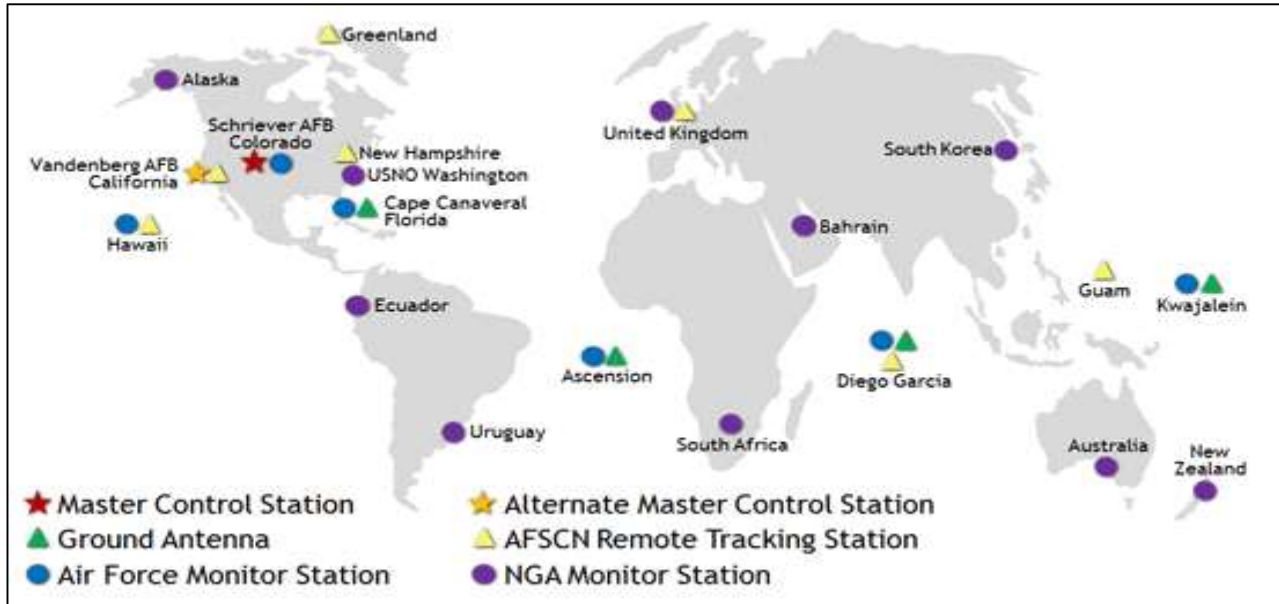 Greenland
Alaska
Schriever AFB
Colorado
Vandenberg AFB
California
New Hampshire
USNO Washington
Cape Canaveral
Florida
Hawaii
United Kingdom
South Korea
Bahrain
Guam
Kwajalein
Ecuador
Ascension
Diego Garcia
Uruguay
South Africa
Australia
New
Zealand
Master Control Station
Alternate Master Control Station
Ground Antenna
AFSCN Remote Tracking Station
Air Force Monitor Station
NGA Monitor Station